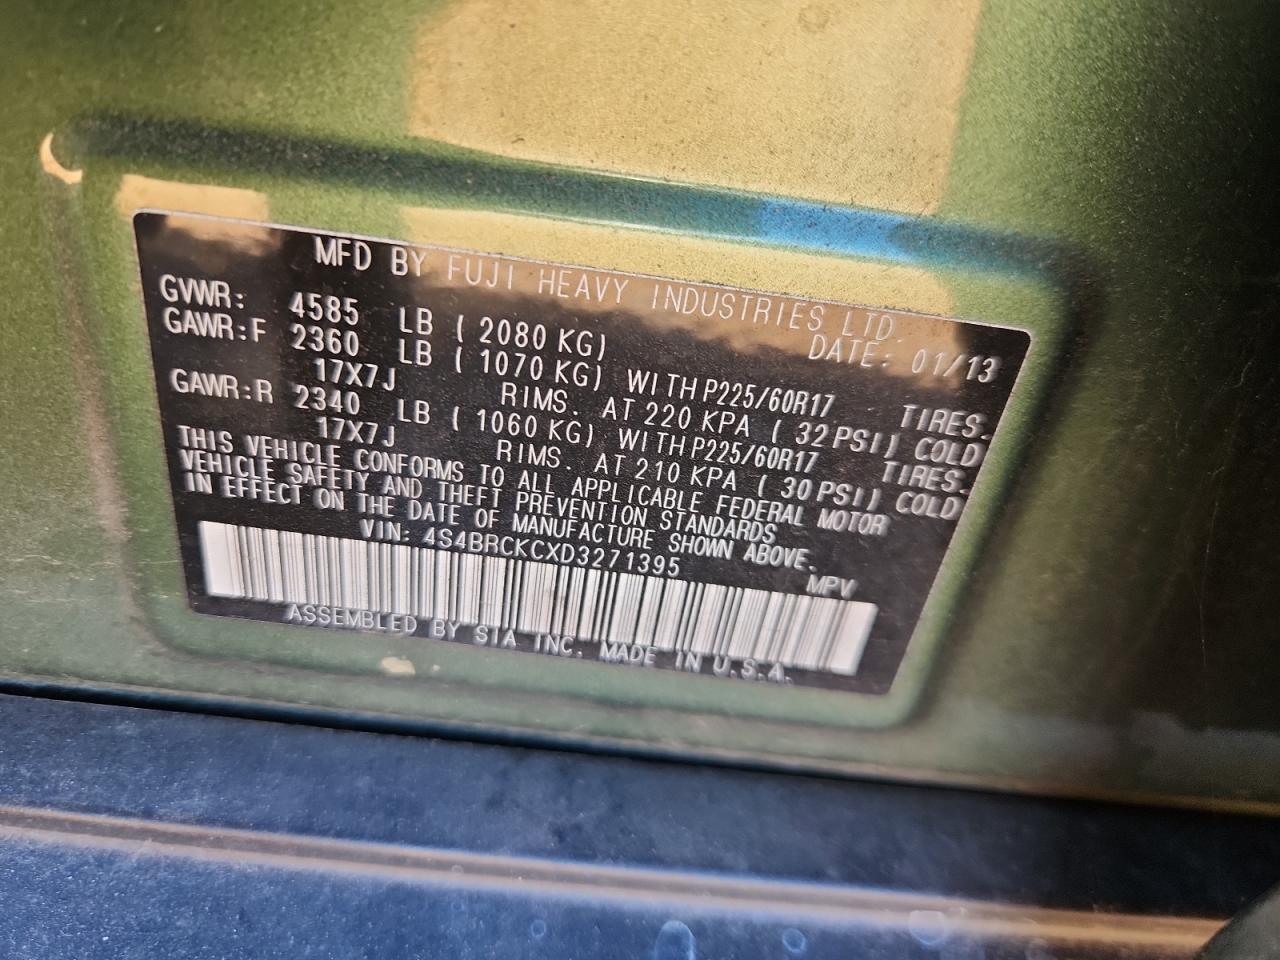 MFD BY FUJI HEAVY INDUSTRIES LTD.
DATE: 01/13
GVWR: 4585 LB ( 2080 KG)
GAWR:F 2360 LB ( 1070 KG) WITH P225/60R17 TIRES.
17X7J RIMS. AT 220 KPA ( 32 PSI) COLD
GAWR:R 2340 LB ( 1060 KG) WITH P225/60R17 TIRES.
17X7J RIMS. AT 210 KPA ( 30 PSI) COLD
THIS VEHICLE CONFORMS TO ALL APPLICABLE FEDERAL MOTOR
VEHICLE SAFETY AND THEFT PREVENTION STANDARDS
IN EFFECT ON THE DATE OF MANUFACTURE SHOWN ABOVE.
VIN: 4S4BRCKCXD3271395 MPV
ASSEMBLED BY SIA INC. MADE IN U.S.A.